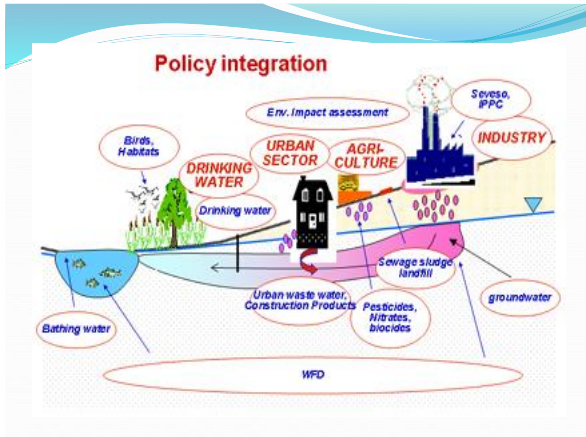 Policy integration
Env. Impact assessment
Seveso,
IPPC
Birds,
Habitats
URBAN
SECTOR
AGRI-
CULTURE
INDUSTRY
DRINKING
WATER
Drinking water
Sewage sludge
landfill
Urban waste water,
Construction Products
Pesticides,
Nitrates,
biocides
groundwater
Bathing water
WFD